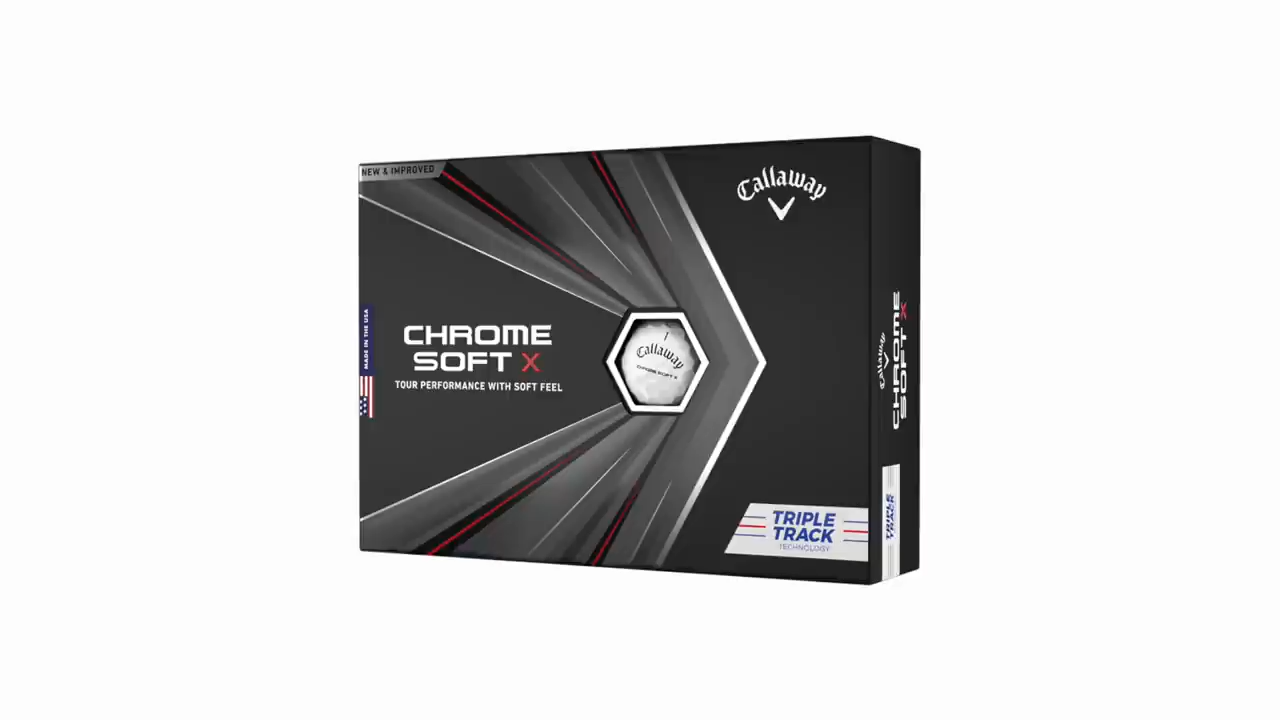 NEW & IMPROVED
Callaway
MADE IN THE USA
CHROME
SOFT X
TOUR PERFORMANCE WITH SOFT FEEL
1
Callaway
CHROME SOFT X
TRIPLE
TRACK
TECHNOLOGY
Callaway
CHROME
SOFT X
TRIPLE
TRACK